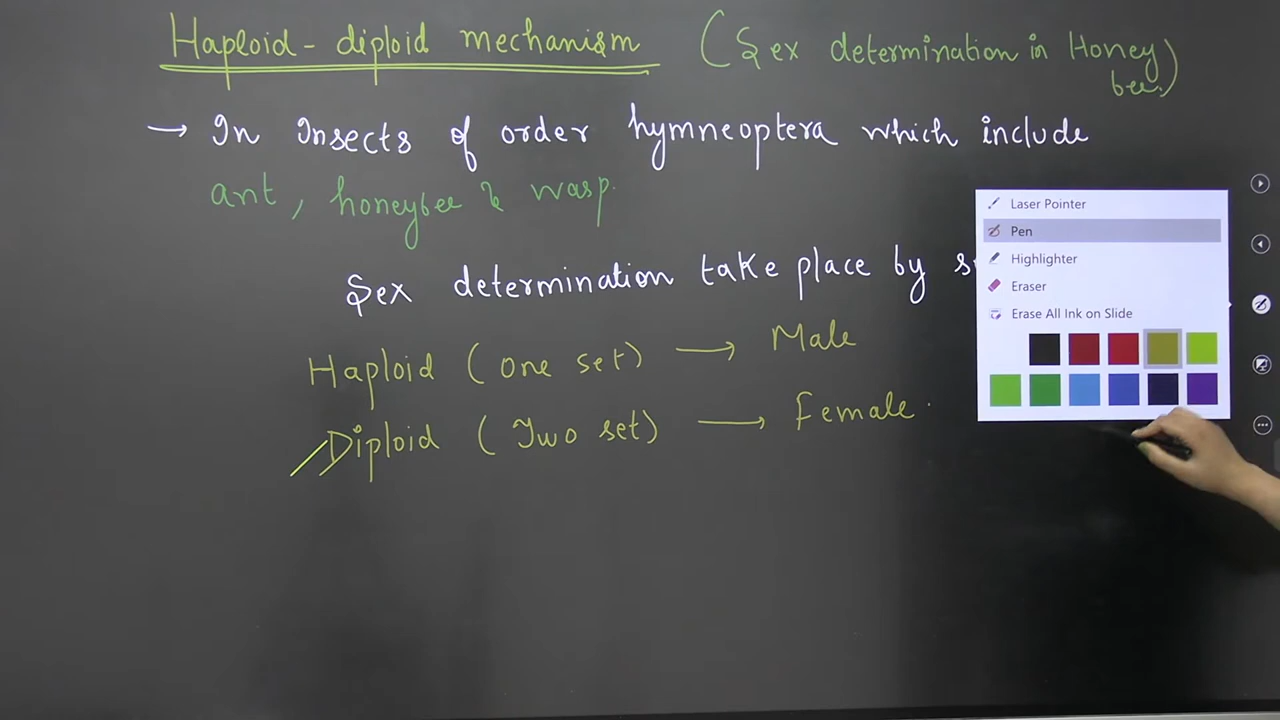 Haploid - diploid mechanism (Sex determination in Honey bee.)
→ In Insects of order hymneoptera which include
ant, honeybee & wasp.
Sex determination take place by
Haploid (One set) → Male
Diploid (Two set) → Female.
Laser Pointer
Pen
Highlighter
Eraser
Erase All Ink on Slide